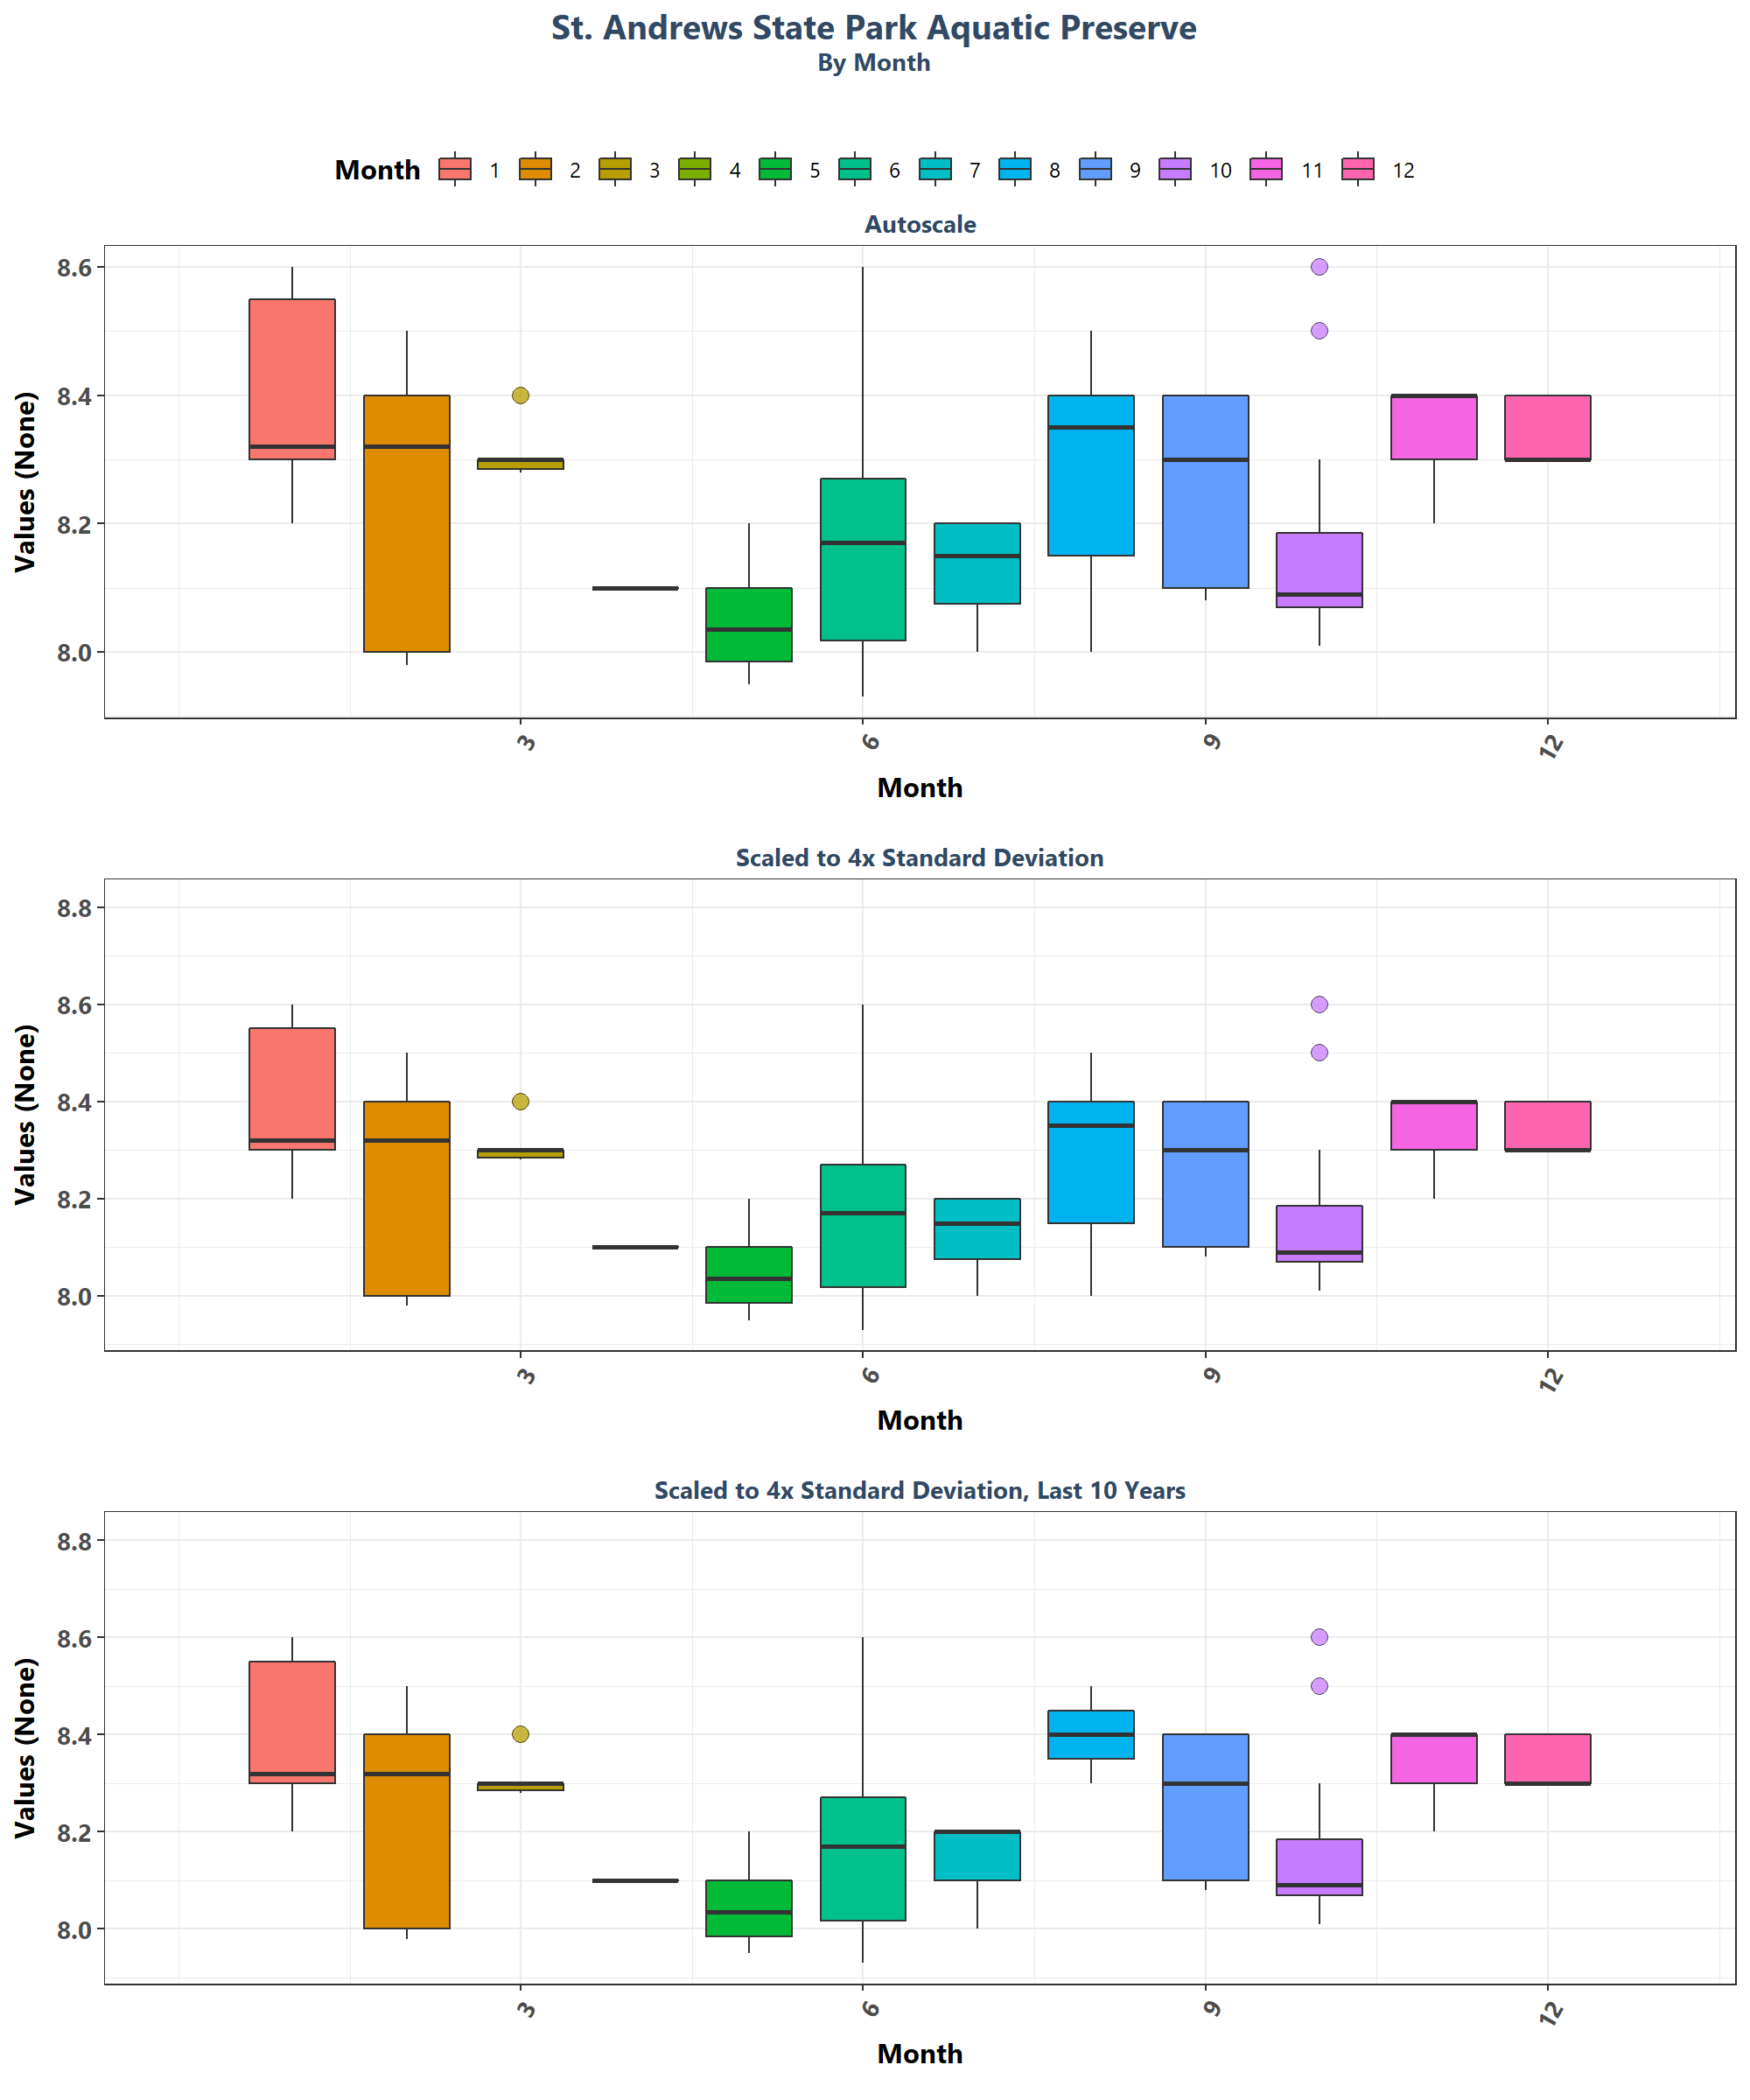 St. Andrews State Park Aquatic Preserve
By Month
Month 1 2 3 4 5 6 7 8 9 10 11 12
Autoscale
Values (None)
8.6
8.4
8.2
8.0
3 6 9 12
Month
Scaled to 4x Standard Deviation
Values (None)
8.8
8.6
8.4
8.2
8.0
3 6 9 12
Month
Scaled to 4x Standard Deviation, Last 10 Years
Values (None)
8.8
8.6
8.4
8.2
8.0
3 6 9 12
Month